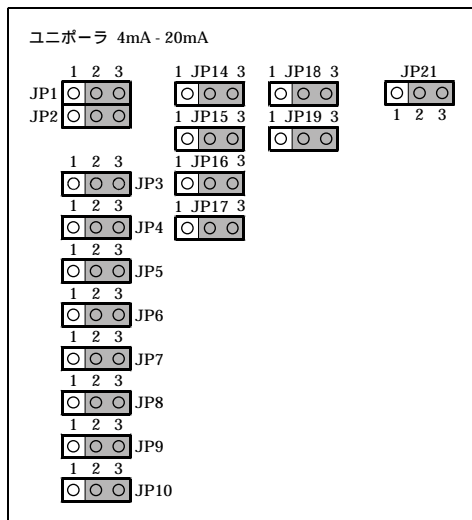 ユニポーラ 4mA - 20mA
1 2 3
JP1
JP2
1 JP14 3
1 JP18 3
JP21
1 2 3
1 JP15 3
1 JP19 3
1 2 3
JP3
1 JP16 3
1 2 3
JP4
1 JP17 3
1 2 3
JP5
1 2 3
JP6
1 2 3
JP7
1 2 3
JP8
1 2 3
JP9
1 2 3
JP10